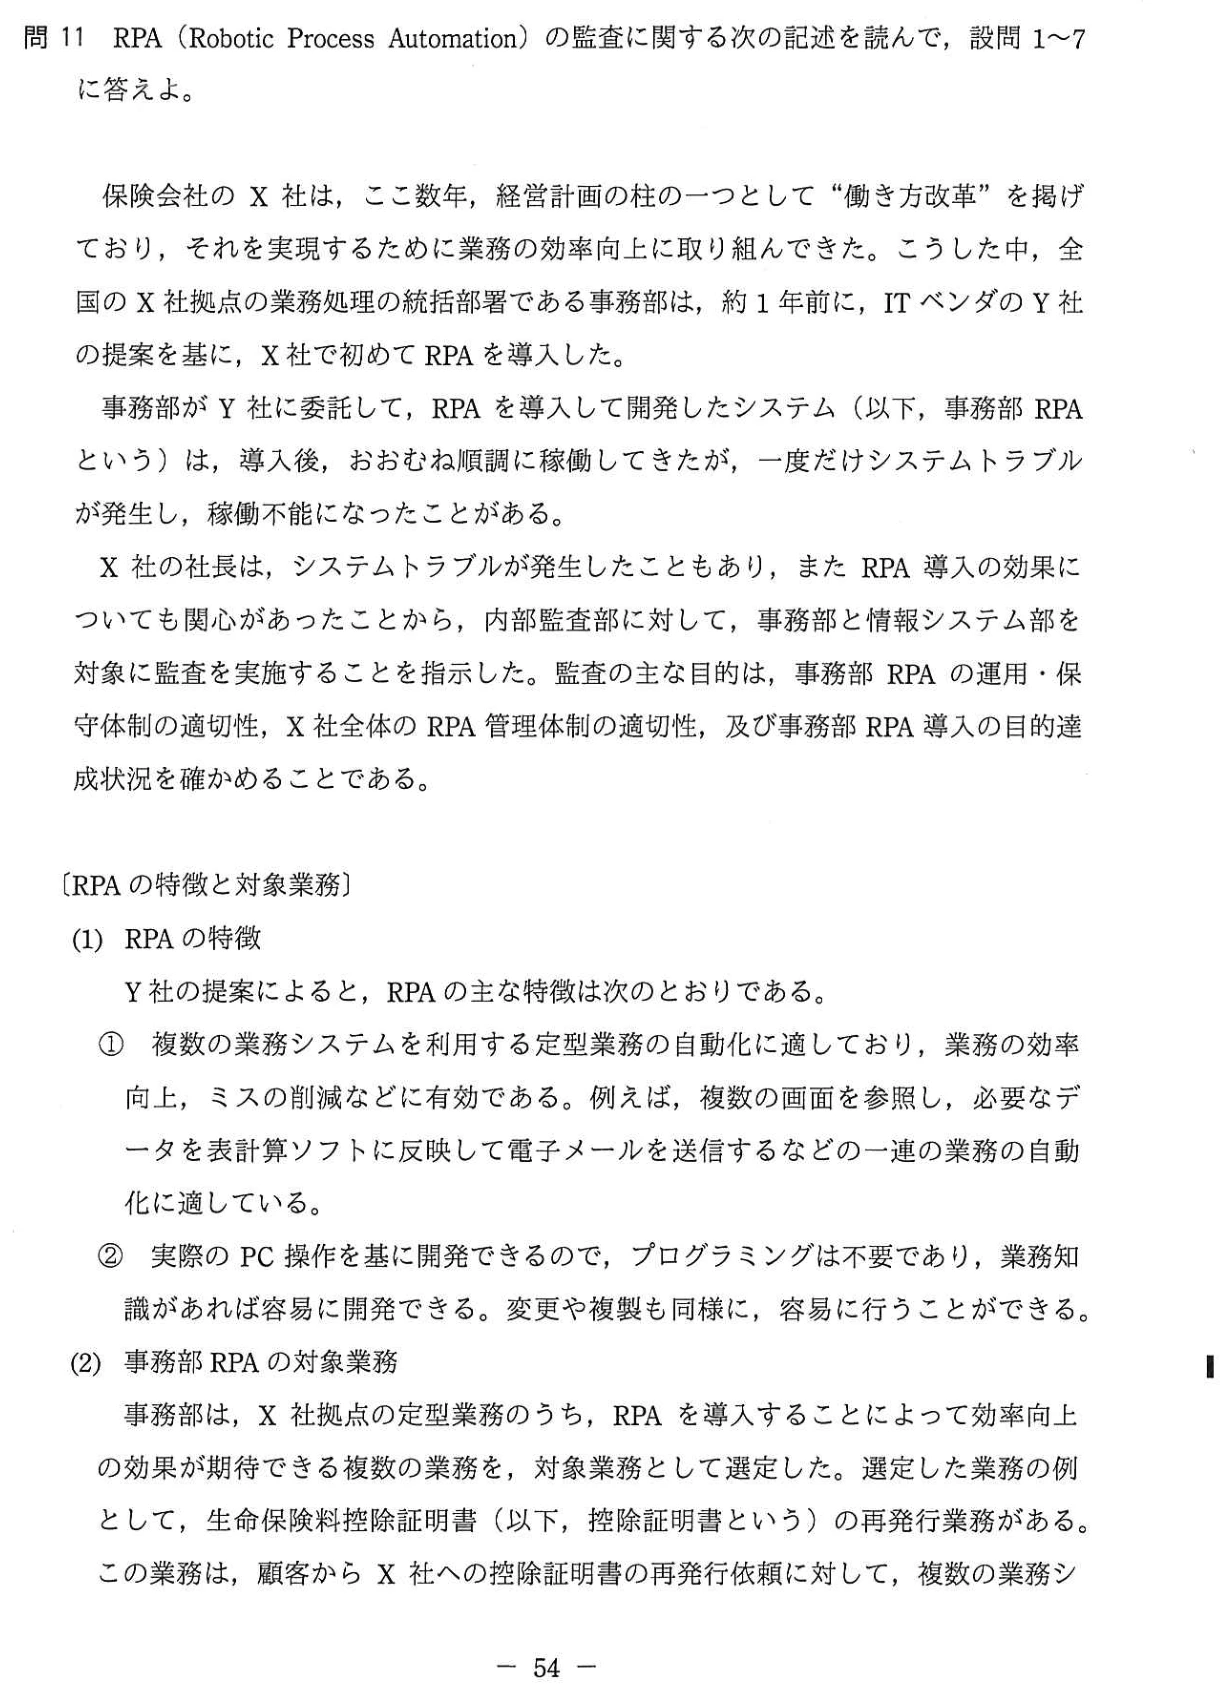 問 11 RPA（Robotic Process Automation）の監査に関する次の記述を読んで，設問 1～7
に答えよ。
保険会社の X 社は，ここ数年，経営計画の柱の一つとして“働き方改革”を掲げ
ており，それを実現するために業務の効率向上に取り組んできた。こうした中，全
国の X 社拠点の業務処理の統括部署である事務部は，約 1 年前に，IT ベンダの Y 社
の提案を基に，X 社で初めて RPA を導入した。
事務部が Y 社に委託して，RPA を導入して開発したシステム（以下，事務部 RPA
という）は，導入後，おおむね順調に稼働してきたが，一度だけシステムトラブル
が発生し，稼働不能になったことがある。
X 社の社長は，システムトラブルが発生したこともあり，また RPA 導入の効果に
ついても関心があったことから，内部監査部に対して，事務部と情報システム部を
対象に監査を実施することを指示した。監査の主な目的は，事務部 RPA の運用・保
守体制の適切性，X 社全体の RPA 管理体制の適切性，及び事務部 RPA 導入の目的達
成状況を確かめることである。
〔RPA の特徴と対象業務〕
(1) RPA の特徴
Y 社の提案によると，RPA の主な特徴は次のとおりである。
① 複数の業務システムを利用する定型業務の自動化に適しており，業務の効率
向上，ミスの削減などに有効である。例えば，複数の画面を参照し，必要なデ
ータを表計算ソフトに反映して電子メールを送信するなどの一連の業務の自動
化に適している。
② 実際の PC 操作を基に開発できるので，プログラミングは不要であり，業務知
識があれば容易に開発できる。変更や複製も同様に，容易に行うことができる。
(2) 事務部 RPA の対象業務
事務部は，X 社拠点の定型業務のうち，RPA を導入することによって効率向上
の効果が期待できる複数の業務を，対象業務として選定した。選定した業務の例
として，生命保険料控除証明書（以下，控除証明書という）の再発行業務がある。
この業務は，顧客から X 社への控除証明書の再発行依頼に対して，複数の業務シ
－ 54 －